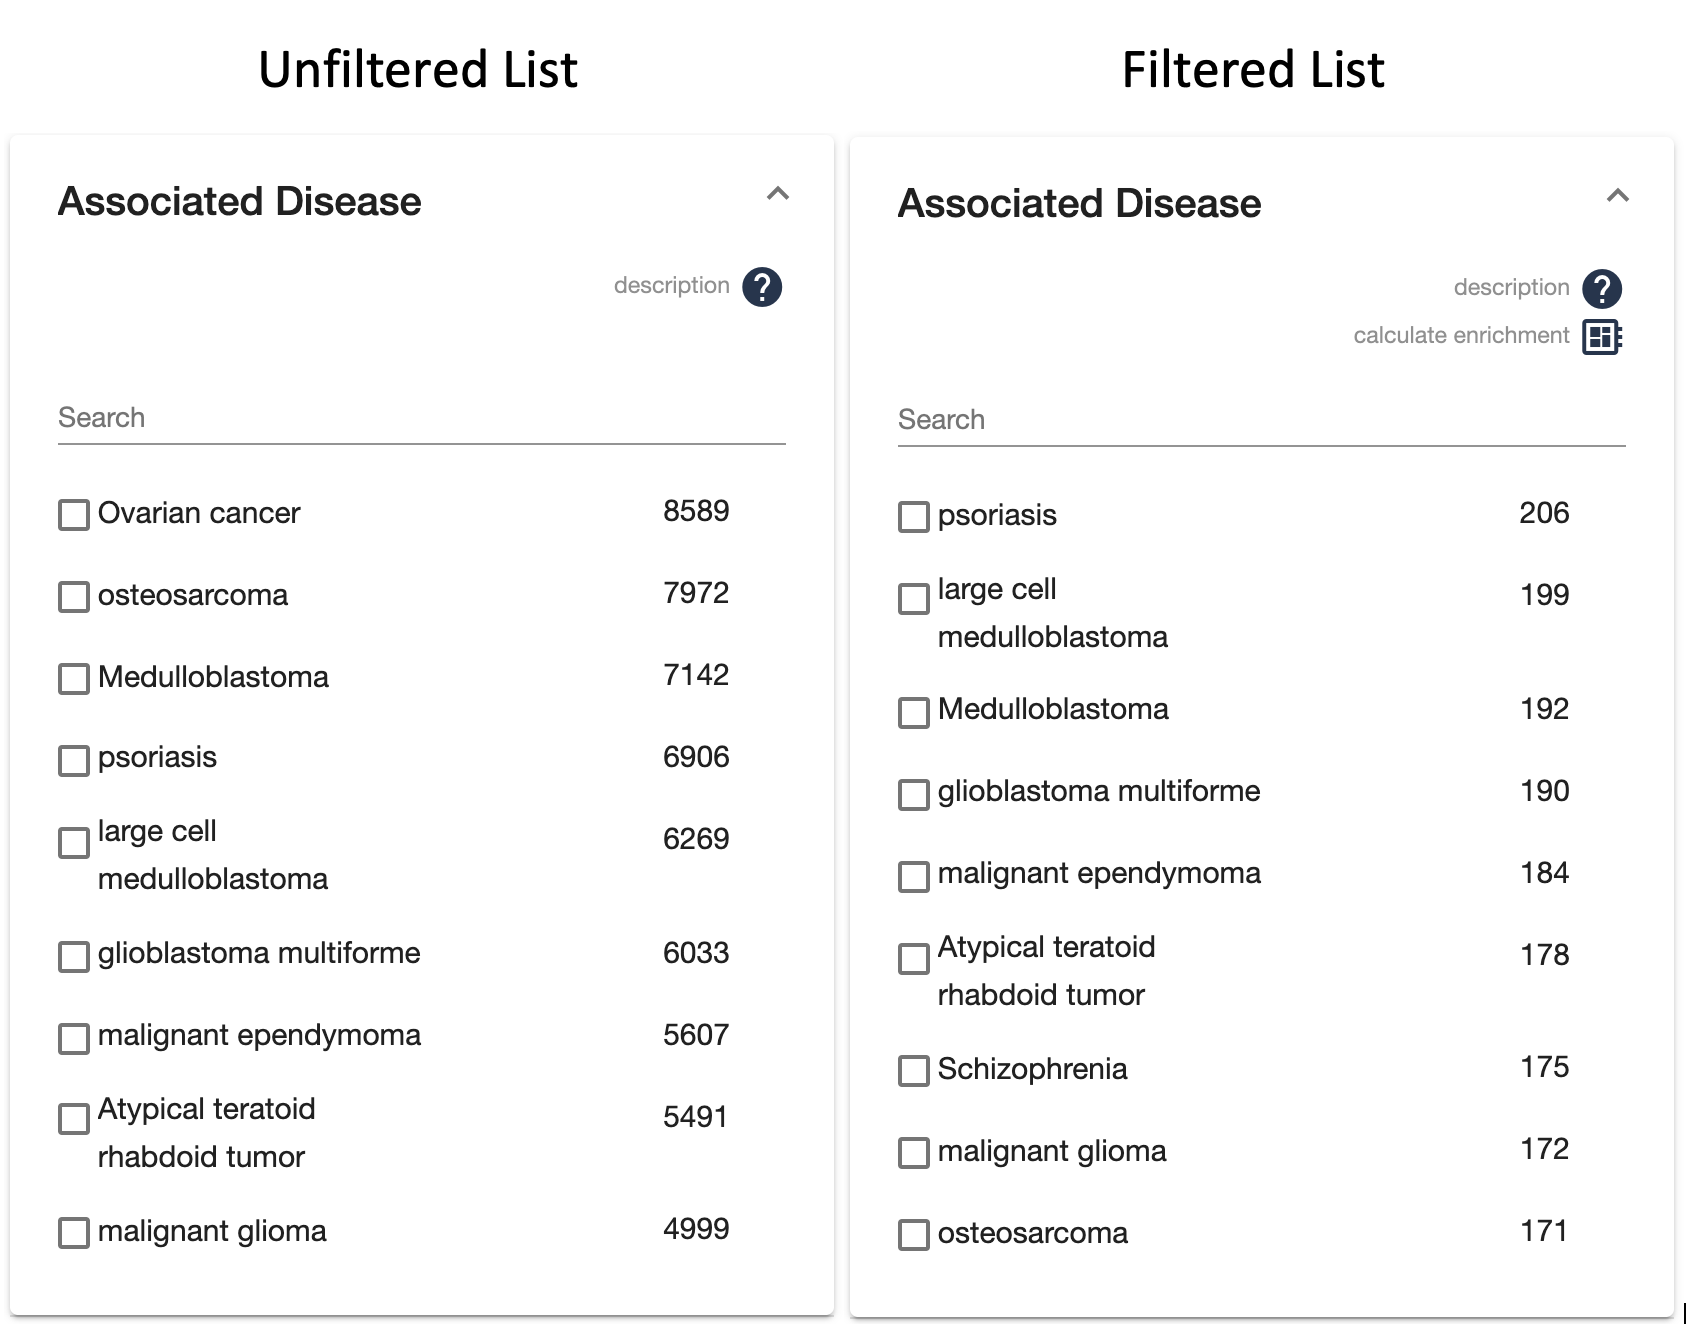 Unfiltered List
Associated Disease
description ?
Search
Ovarian cancer 8589
osteosarcoma 7972
Medulloblastoma 7142
psoriasis 6906
large cell 6269
medulloblastoma
glioblastoma multiforme 6033
malignant ependymoma 5607
Atypical teratoid 5491
rhabdoid tumor
malignant glioma 4999
Filtered List
Associated Disease
description ?
calculate enrichment
Search
psoriasis 206
large cell 199
medulloblastoma
Medulloblastoma 192
glioblastoma multiforme 190
malignant ependymoma 184
Atypical teratoid 178
rhabdoid tumor
Schizophrenia 175
malignant glioma 172
osteosarcoma 171